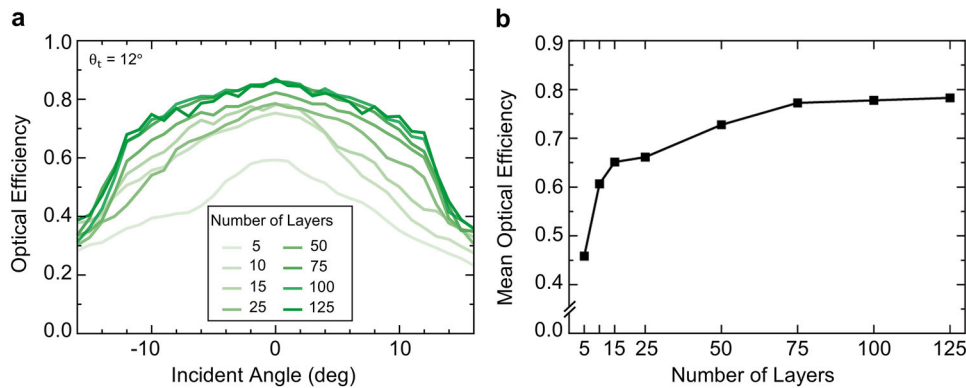 a
θt = 12°
1.0
0.8
0.6
0.4
0.2
0.0
Optical Efficiency
Number of Layers
5 50
10 75
15 100
25 125
-10 0 10
Incident Angle (deg)
b
0.9
0.8
0.7
0.6
0.5
0.4
0.0
Mean Optical Efficiency
5 15 25 50 75 100 125
Number of Layers